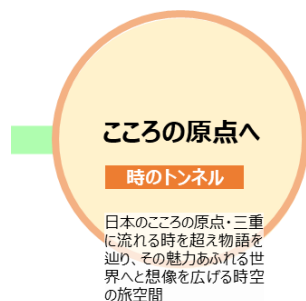 こころの原点へ
時のトンネル
日本のこころの原点・三重
に流れる時を超え物語を
辿り、その魅力あふれる世
界へと想像を広げる時空
の旅空間